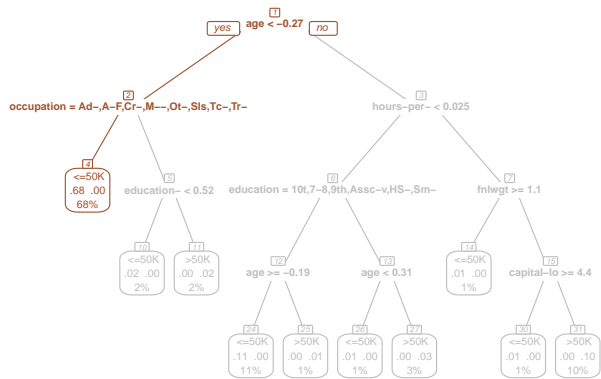 1
yes age < −0.27 no
2
occupation = Ad−,A−F,Cr−,M−−,Ot−,Sls,Tc−,Tr−
3
hours−per− < 0.025
4
<=50K
.68 .00
68%
5
education− < 0.52
6
education = 10t,7−8,9th,Assc−v,HS−,Sm−
7
fnlwgt >= 1.1
10
<=50K
.02 .00
2%
11
>50K
.00 .02
2%
12
age >= −0.19
13
age < 0.31
14
<=50K
.01 .00
1%
15
capital−lo >= 4.4
24
<=50K
.11 .00
11%
25
>50K
.00 .01
1%
26
<=50K
.01 .00
1%
27
>50K
.00 .03
3%
30
<=50K
.01 .00
1%
31
>50K
.00 .10
10%